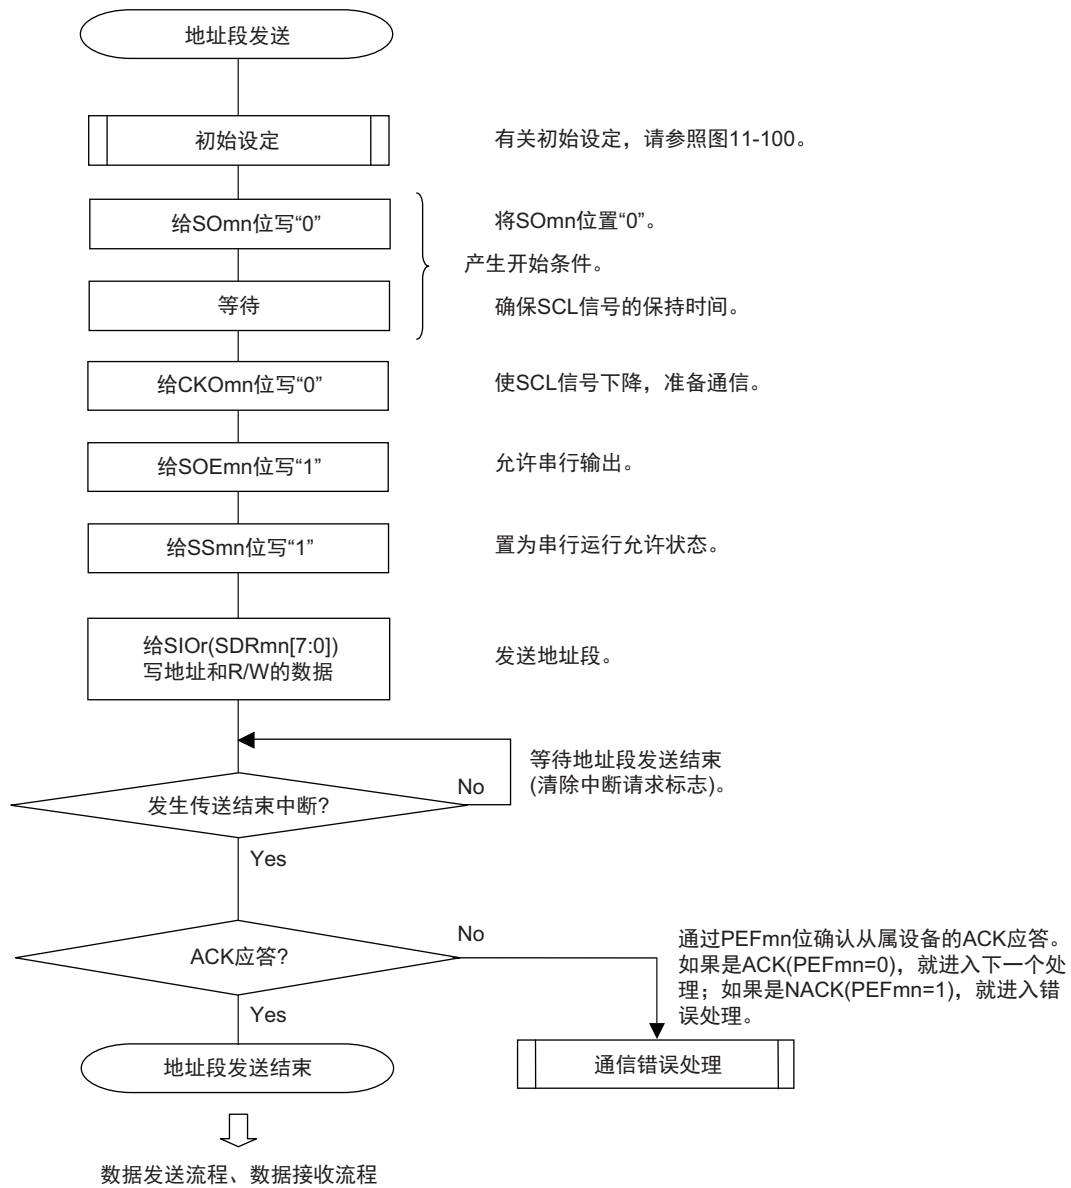 地址段发送
初始设定
有关初始设定，请参照图11-100。
给SOmn位写“0”
将SOmn位置“0”。
产生开始条件。
等待
确保SCL信号的保持时间。
给CKOmn位写“0”
使SCL信号下降，准备通信。
给SOEmn位写“1”
允许串行输出。
给SSmn位写“1”
置为串行运行允许状态。
给SIOr(SDRmn[7:0])
写地址和R/W的数据
发送地址段。
等待地址段发送结束
(清除中断请求标志)。
No
发生传送结束中断?
Yes
No
ACK应答?
通过PEFmn位确认从属设备的ACK应答。
如果是ACK(PEFmn=0)，就进入下一个处
理；如果是NACK(PEFmn=1)，就进入错
误处理。
Yes
地址段发送结束
通信错误处理
数据发送流程、数据接收流程